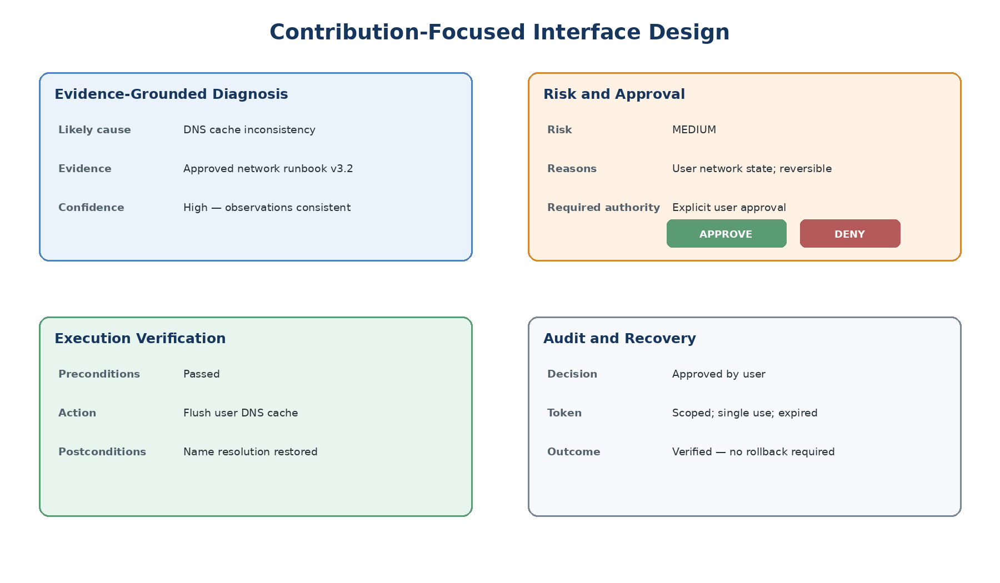 Contribution-Focused Interface Design
Evidence-Grounded Diagnosis
Likely cause DNS cache inconsistency
Evidence Approved network runbook v3.2
Confidence High — observations consistent
Risk and Approval
Risk MEDIUM
Reasons User network state; reversible
Required authority Explicit user approval
APPROVE DENY
Execution Verification
Preconditions Passed
Action Flush user DNS cache
Postconditions Name resolution restored
Audit and Recovery
Decision Approved by user
Token Scoped; single use; expired
Outcome Verified — no rollback required